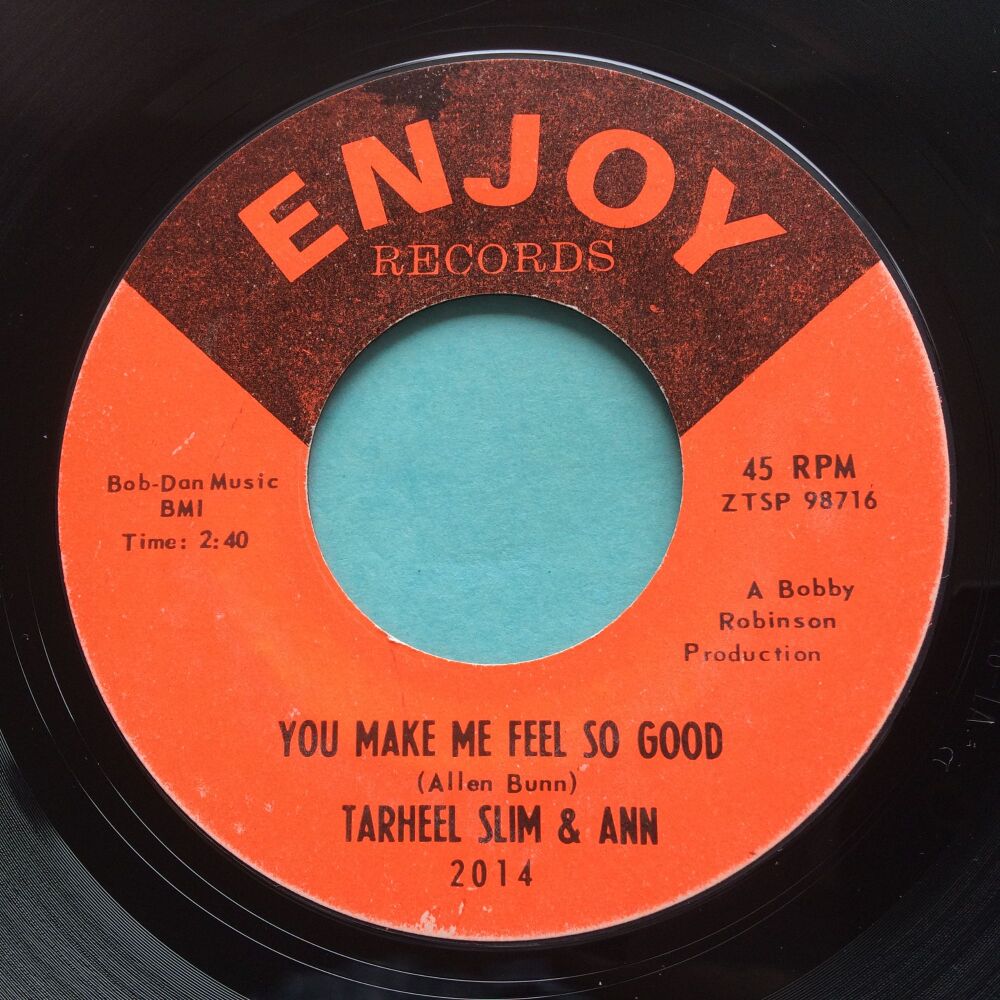 ENJOY
RECORDS
Bob-Dan Music
BMI
Time: 2:40
45 RPM
ZTSP 98716
A Bobby
Robinson
Production
YOU MAKE ME FEEL SO GOOD
(Allen Bunn)
TARHEEL SLIM & ANN
2014